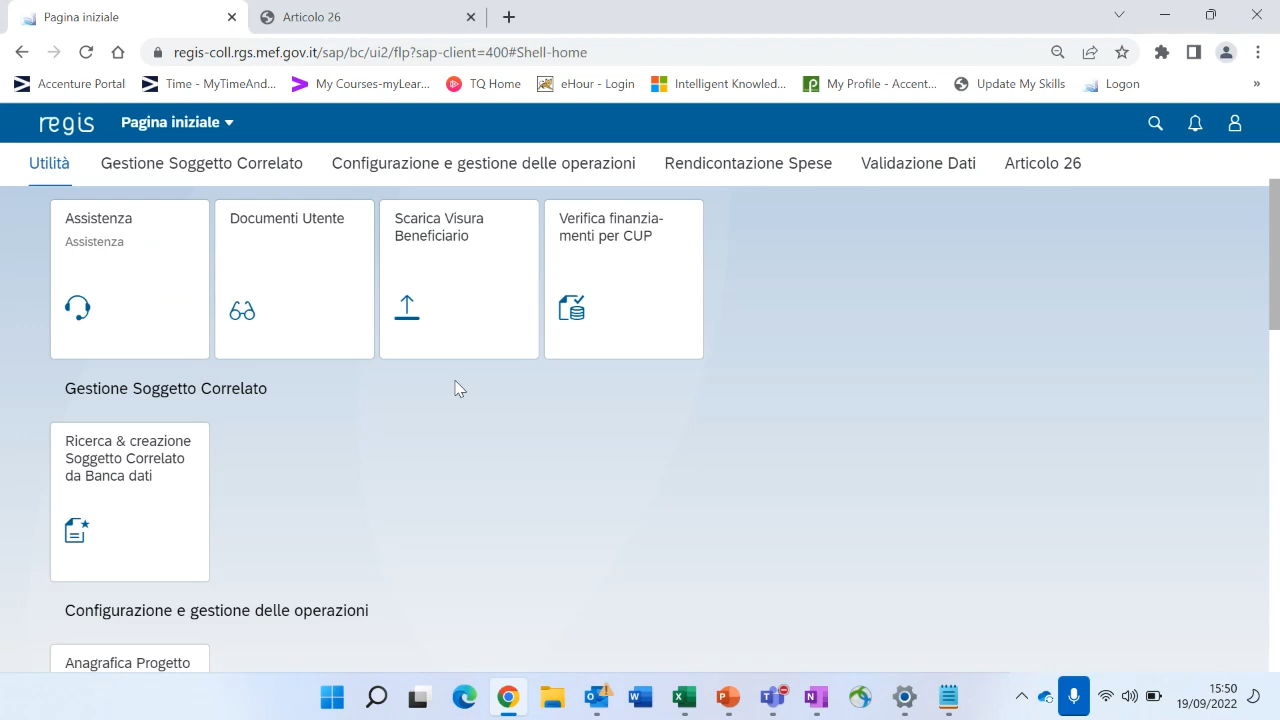 Pagina iniziale
Articolo 26
regis-coll.rgs.mef.gov.it/sap/bc/ui2/flp?sap-client=400#Shell-home
Accenture Portal
Time - MyTimeAnd...
My Courses-myLear...
TQ Home
eHour - Login
Intelligent Knowled...
My Profile - Accent...
Update My Skills
Logon
»
regis
Pagina iniziale
Utilità
Gestione Soggetto Correlato
Configurazione e gestione delle operazioni
Rendicontazione Spese
Validazione Dati
Articolo 26
Assistenza
Assistenza
Documenti Utente
Scarica Visura
Beneficiario
Verifica finanzia-
menti per CUP
Gestione Soggetto Correlato
Ricerca & creazione
Soggetto Correlato
da Banca dati
Configurazione e gestione delle operazioni
Anagrafica Progetto
15:50
19/09/2022